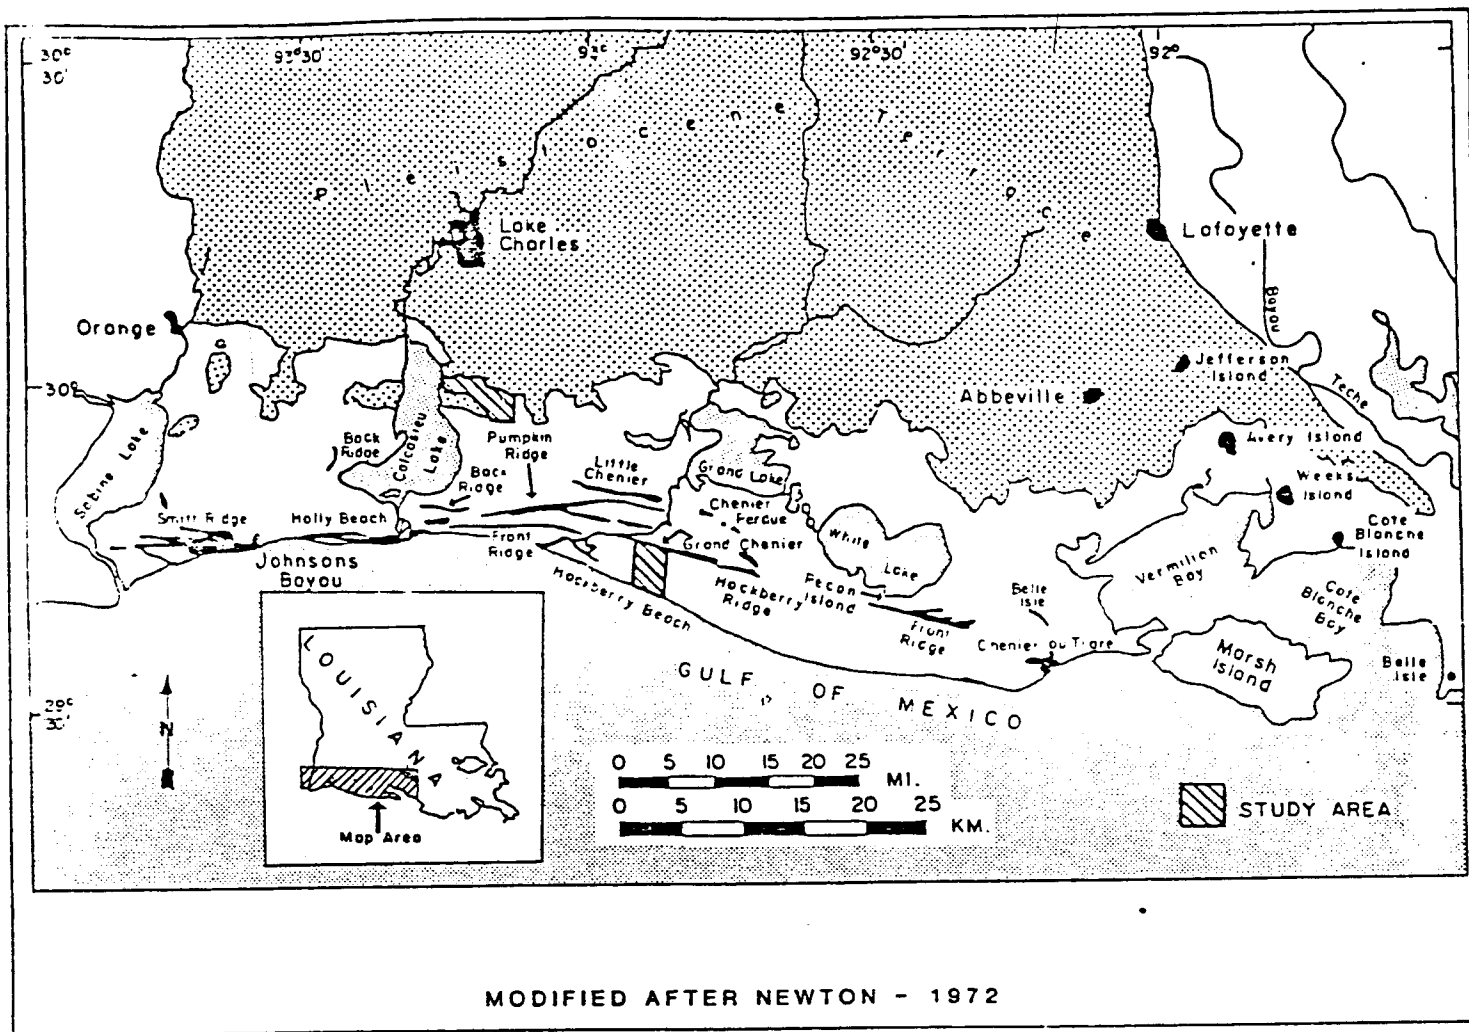 30°
30'
93°30'
93°
92°30'
92°
Pleistocene Terrace
Lake
Charles
Lafayette
Orange
Bayou
Teche
Jefferson
Island
30°
Abbeville
Sabine Lake
Back
Ridge
Calcasieu
Lake
Pumpkin
Ridge
Back
Ridge
Little
Chenier
Grand Lake
Avery Island
Weeks
Island
Smith Ridge
Holly Beach
Chenier
Perdue
White
Lake
Cote
Blanche
Island
Johnsons
Bayou
Front
Ridge
Grand Chenier
Hackberry
Ridge
Pecan
Island
Vermilion
Bay
Hackberry Beach
Belle
Isle
Cote
Blanche
Bay
Front
Ridge
Chenier au Tigre
Marsh
Island
Belle
Isle
GULF OF MEXICO
29°
30'
N
LOUISIANA
Map Area
0 5 10 15 20 25
MI.
0 5 10 15 20 25
KM.
STUDY AREA
MODIFIED AFTER NEWTON - 1972